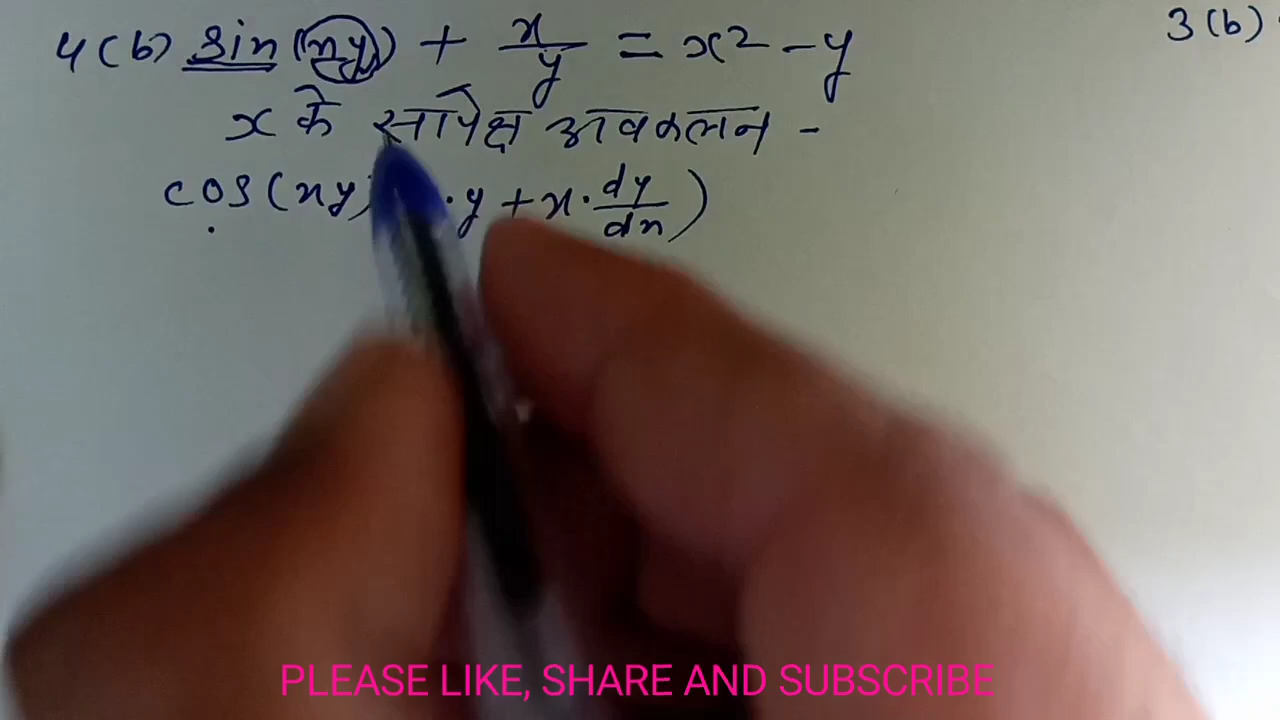 4(b) sin(xy) + x/y = x² - y
3(b)
x के सापेक्ष अवकलन -
cos(xy) · y + x · dy/dx)
PLEASE LIKE, SHARE AND SUBSCRIBE